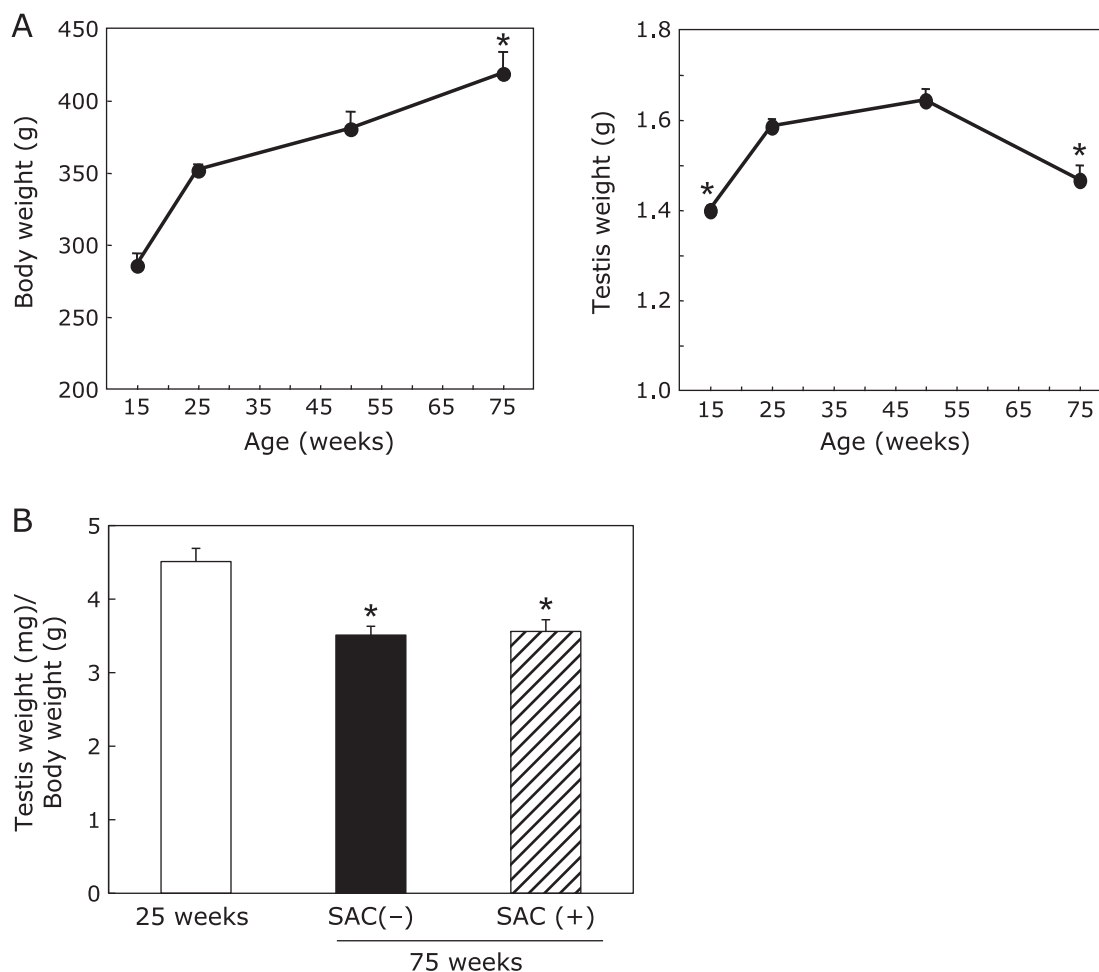 A
Body weight (g)
450
400
350
300
250
200
*
15 25 35 45 55 65 75
Age (weeks)
Testis weight (g)
1.8
1.6
1.4
1.2
1.0
*
*
15 25 35 45 55 65 75
Age (weeks)
B
Testis weight (mg)/
Body weight (g)
5
4
3
2
1
0
*
*
25 weeks SAC(−) SAC (+)
75 weeks